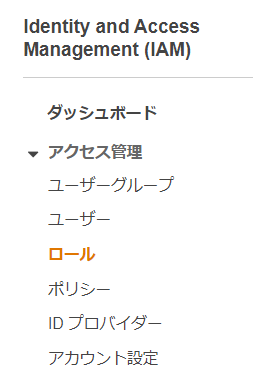 Identity and Access
Management (IAM)
ダッシュボード
アクセス管理
ユーザーグループ
ユーザー
ロール
ポリシー
ID プロバイダー
アカウント設定